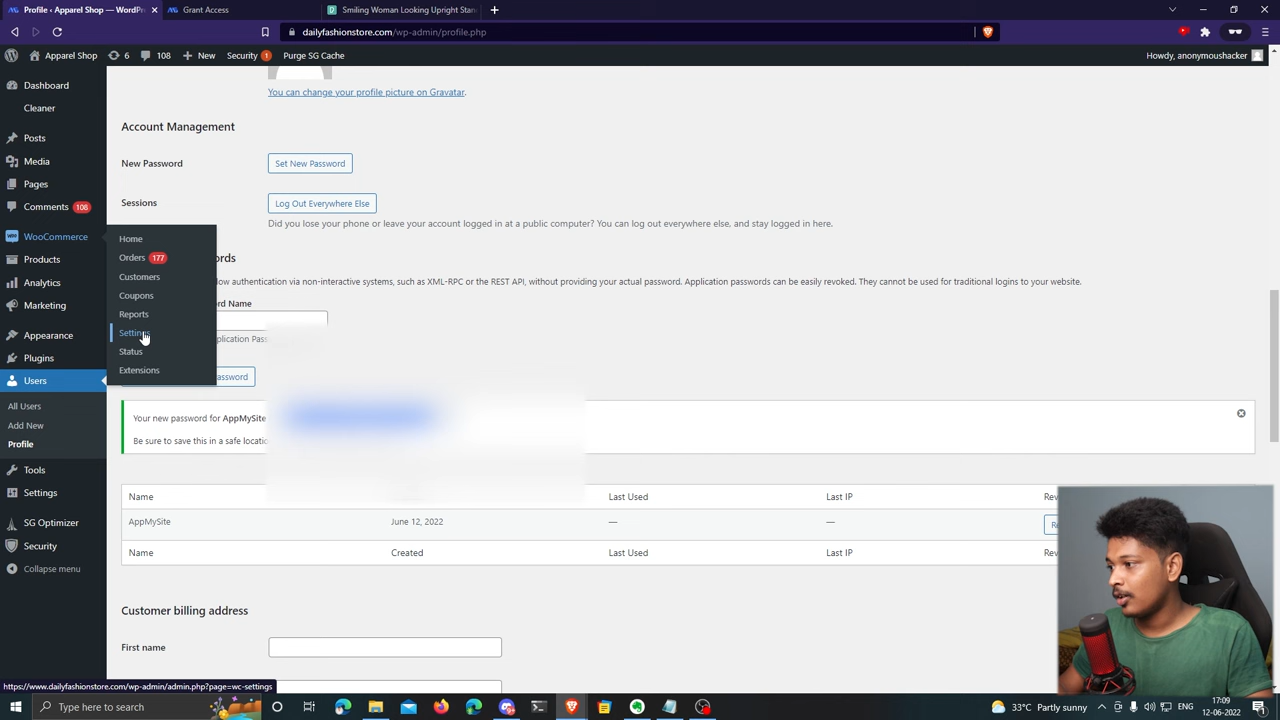 Profile ‹ Apparel Shop — WordPr
Grant Access
Smiling Woman Looking Upright Stan
dailyfashionstore.com/wp-admin/profile.php
Apparel Shop
6
108
New
Security 1
Purge SG Cache
Howdy, anonymoushacker
Dashboard
Cleaner
Posts
Media
Pages
Comments 108
WooCommerce
Products
Analytics
Marketing
Appearance
Plugins
Users
All Users
Add New
Profile
Tools
Settings
SG Optimizer
Security
Collapse menu
Home
Orders 177
Customers
Coupons
Reports
Settings
Status
Extensions
You can change your profile picture on Gravatar.
Account Management
New Password
Set New Password
Sessions
Log Out Everywhere Else
Did you lose your phone or leave your account logged in at a public computer? You can log out everywhere else, and stay logged in here.
ords
low authentication via non-interactive systems, such as XML-RPC or the REST API, without providing your actual password. Application passwords can be easily revoked. They cannot be used for traditional logins to your website.
rd Name
plication Pass
assword
Your new password for AppMySite
Be sure to save this in a safe locatio
Name
Last Used
Last IP
Rev
AppMySite
June 12, 2022
—
—
Re
Name
Created
Last Used
Last IP
Rev
Customer billing address
First name
https://www.dailyfashionstore.com/wp-admin/admin.php?page=wc-settings
Type here to search
33°C Partly sunny
ENG
17:09
12-06-2022